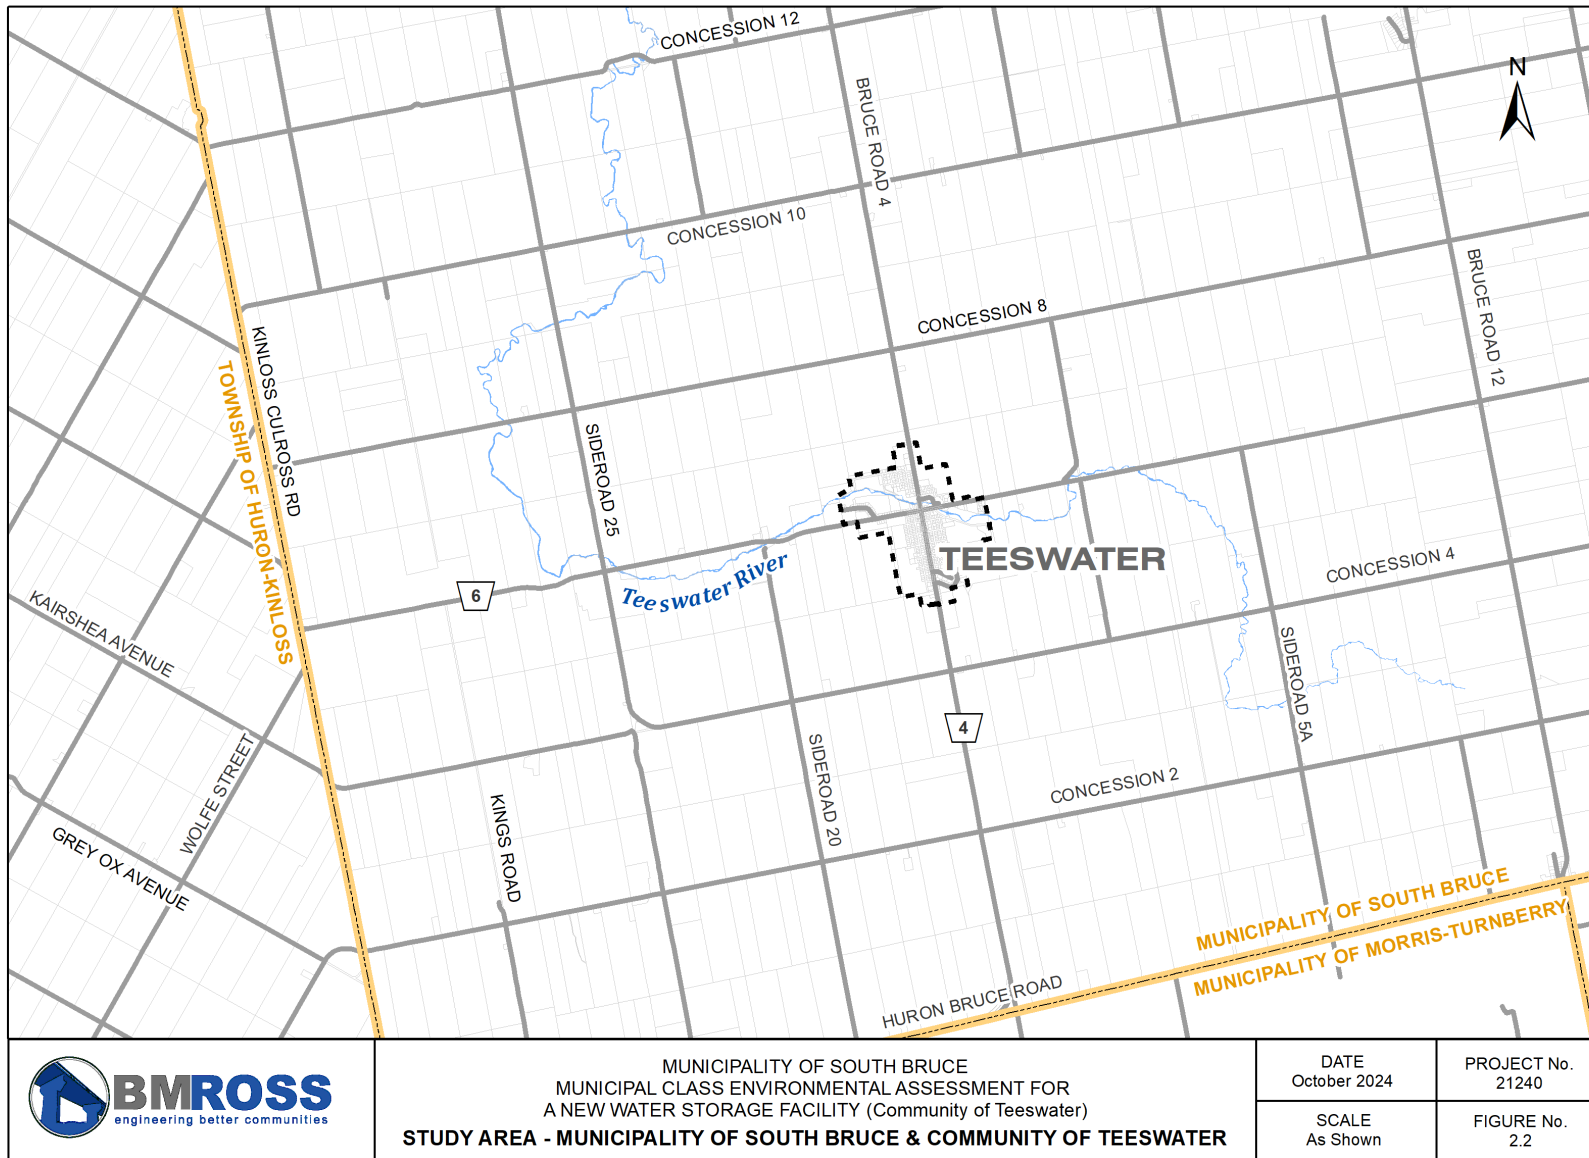 CONCESSION 12
N
BRUCE ROAD 4
CONCESSION 10
BRUCE ROAD 12
CONCESSION 8
KINLOSS CULROSS RD
TOWNSHIP OF HURON-KINLOSS
SIDEROAD 25
TEESWATER
Teeswater River
CONCESSION 4
6
KAIRSHEA AVENUE
SIDEROAD 5A
4
WOLFE STREET
SIDEROAD 20
CONCESSION 2
KINGS ROAD
GREY OX AVENUE
MUNICIPALITY OF SOUTH BRUCE
MUNICIPALITY OF MORRIS-TURNBERRY
HURON BRUCE ROAD
BMROSS
engineering better communities
MUNICIPALITY OF SOUTH BRUCE
MUNICIPAL CLASS ENVIRONMENTAL ASSESSMENT FOR
A NEW WATER STORAGE FACILITY (Community of Teeswater)
STUDY AREA - MUNICIPALITY OF SOUTH BRUCE & COMMUNITY OF TEESWATER
DATE
October 2024
PROJECT No.
21240
SCALE
As Shown
FIGURE No.
2.2